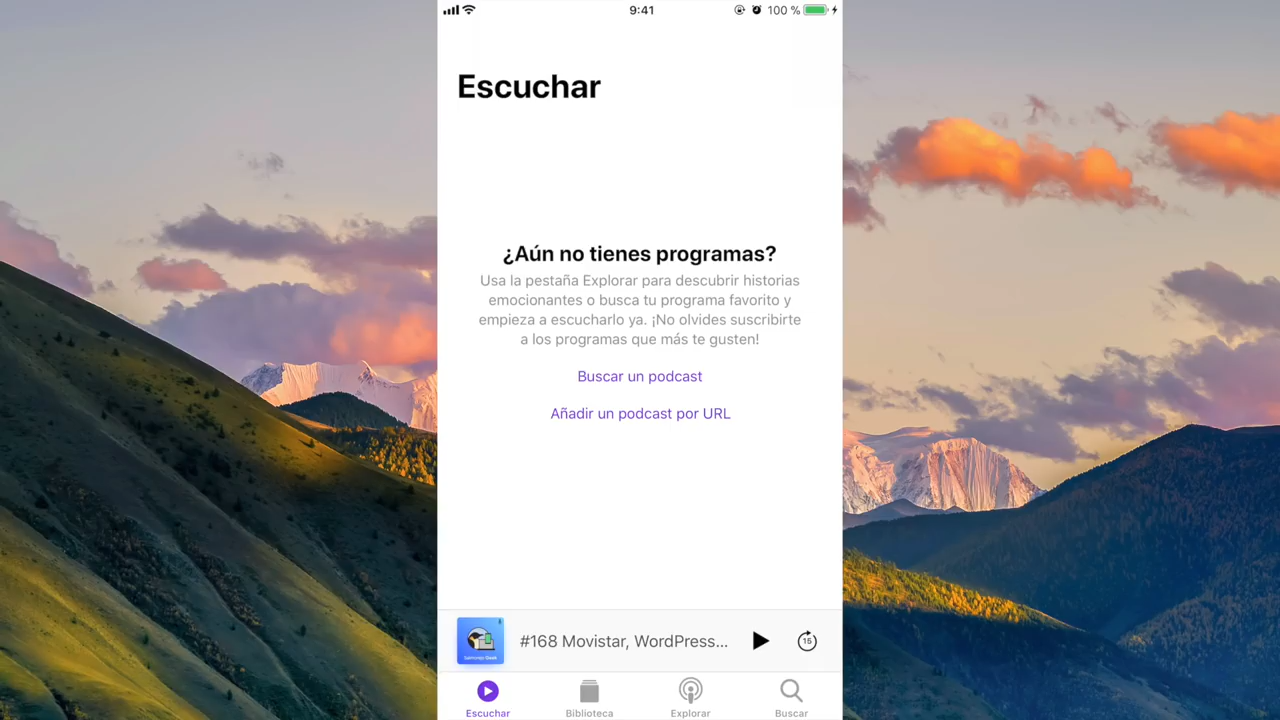 9:41
100 %
Escuchar
¿Aún no tienes programas?
Usa la pestaña Explorar para descubrir historias
emocionantes o busca tu programa favorito y
empieza a escucharlo ya. ¡No olvides suscribirte
a los programas que más te gusten!
Buscar un podcast
Añadir un podcast por URL
#168 Movistar, WordPress...
15
Escuchar
Biblioteca
Explorar
Buscar